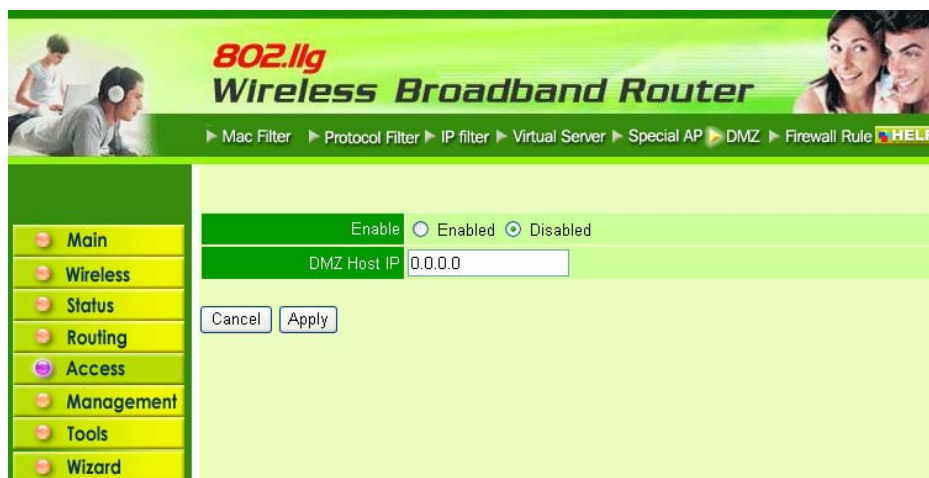 802.11g
Wireless Broadband Router
Mac Filter Protocol Filter IP filter Virtual Server Special AP DMZ Firewall Rule HELP
Main
Wireless
Status
Routing
Access
Management
Tools
Wizard
Enable Enabled Disabled
DMZ Host IP 0.0.0.0
Cancel Apply